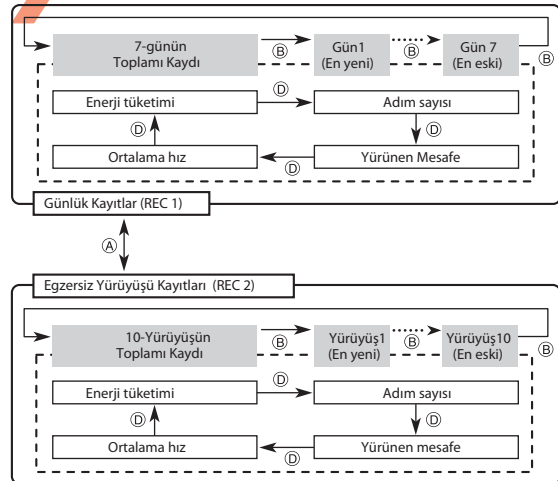 7-günün
Toplamı Kaydı
B
Gün1
(En yeni)
B
Gün 7
(En eski)
B
Enerji tüketimi
D
Adım sayısı
D
D
Ortalama hız
D
Yürünen Mesafe
Günlük Kayıtlar (REC 1)
A
Egzersiz Yürüyüşü Kayıtları (REC 2)
10-Yürüyüşün
Toplamı Kaydı
B
Yürüyüş1
(En yeni)
B
Yürüyüş10
(En eski)
B
Enerji tüketimi
D
Adım sayısı
D
D
Ortalama hız
D
Yürünen mesafe